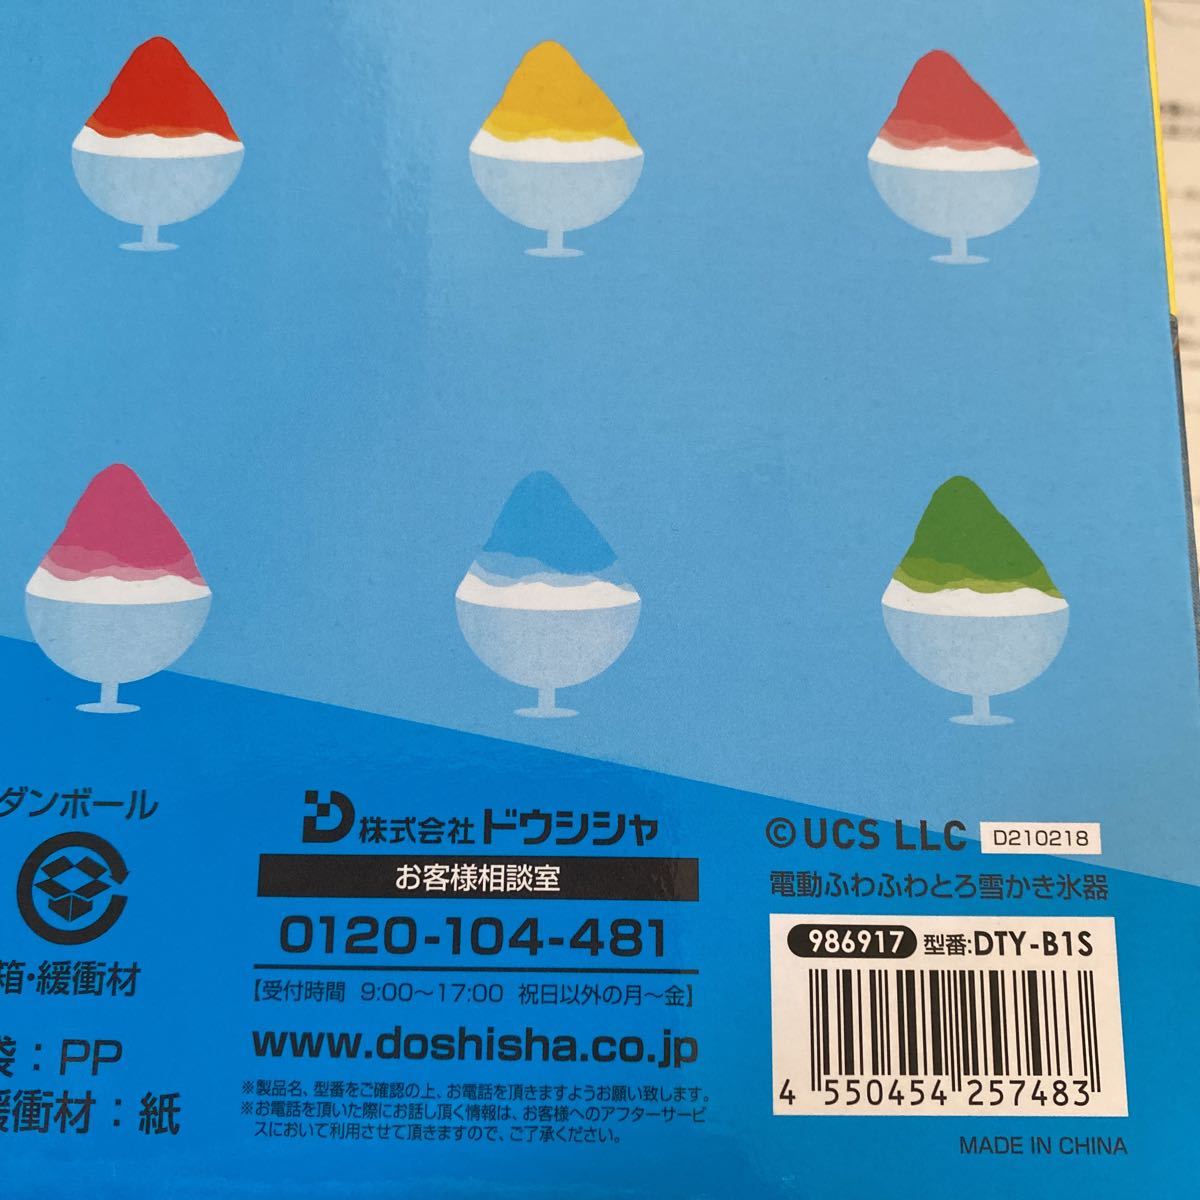 ダンボール
箱・緩衝材
袋：PP
緩衝材：紙
株式会社 ドウシシャ
お客様相談室
0120-104-481
【受付時間 9:00〜17:00 祝日以外の月〜金】
www.doshisha.co.jp
※製品名、型番をご確認の上、お電話を頂きますようお願い致します。
※お電話を頂いた際にお話し頂く情報は、お客様へのアフターサービ
スにおいて利用させて頂きますので、ご了承ください。
©UCS LLC D210218
電動ふわふわとろ雪かき氷器
986917 型番:DTY-B1S
4 550454 257483
MADE IN CHINA